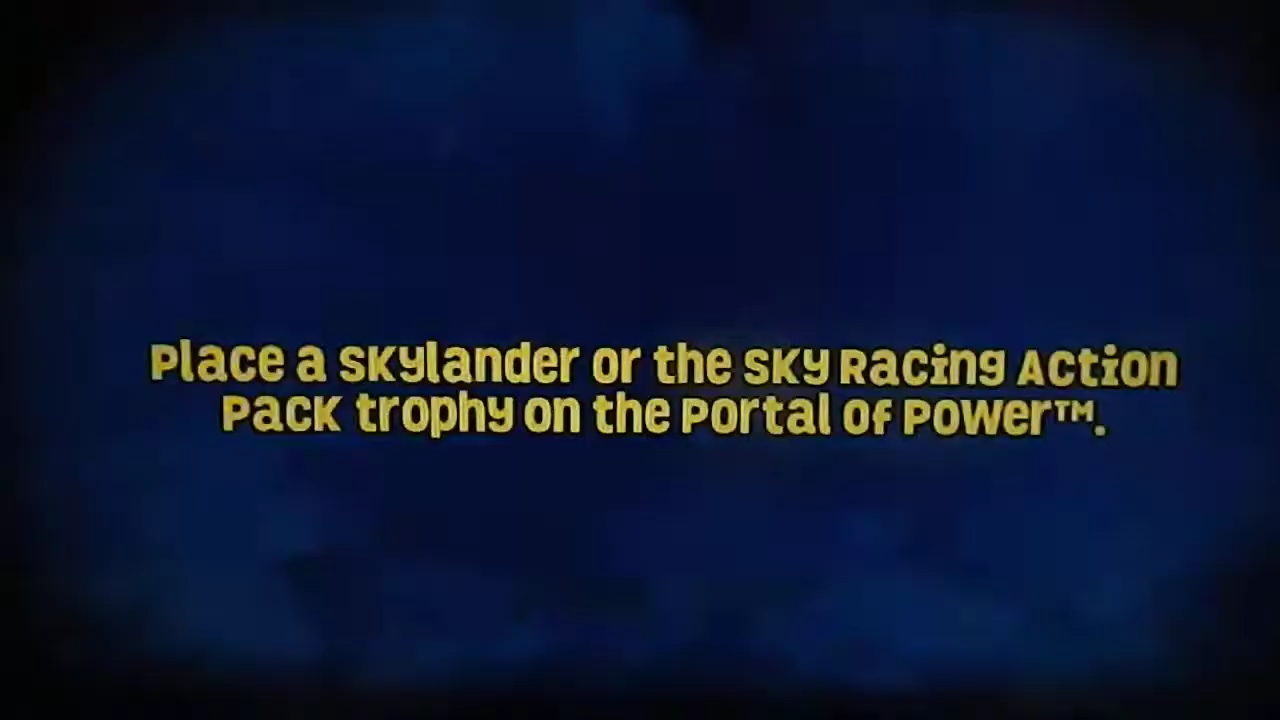 Place a Skylander or the Sky Racing Action
Pack trophy on the Portal of Power™.